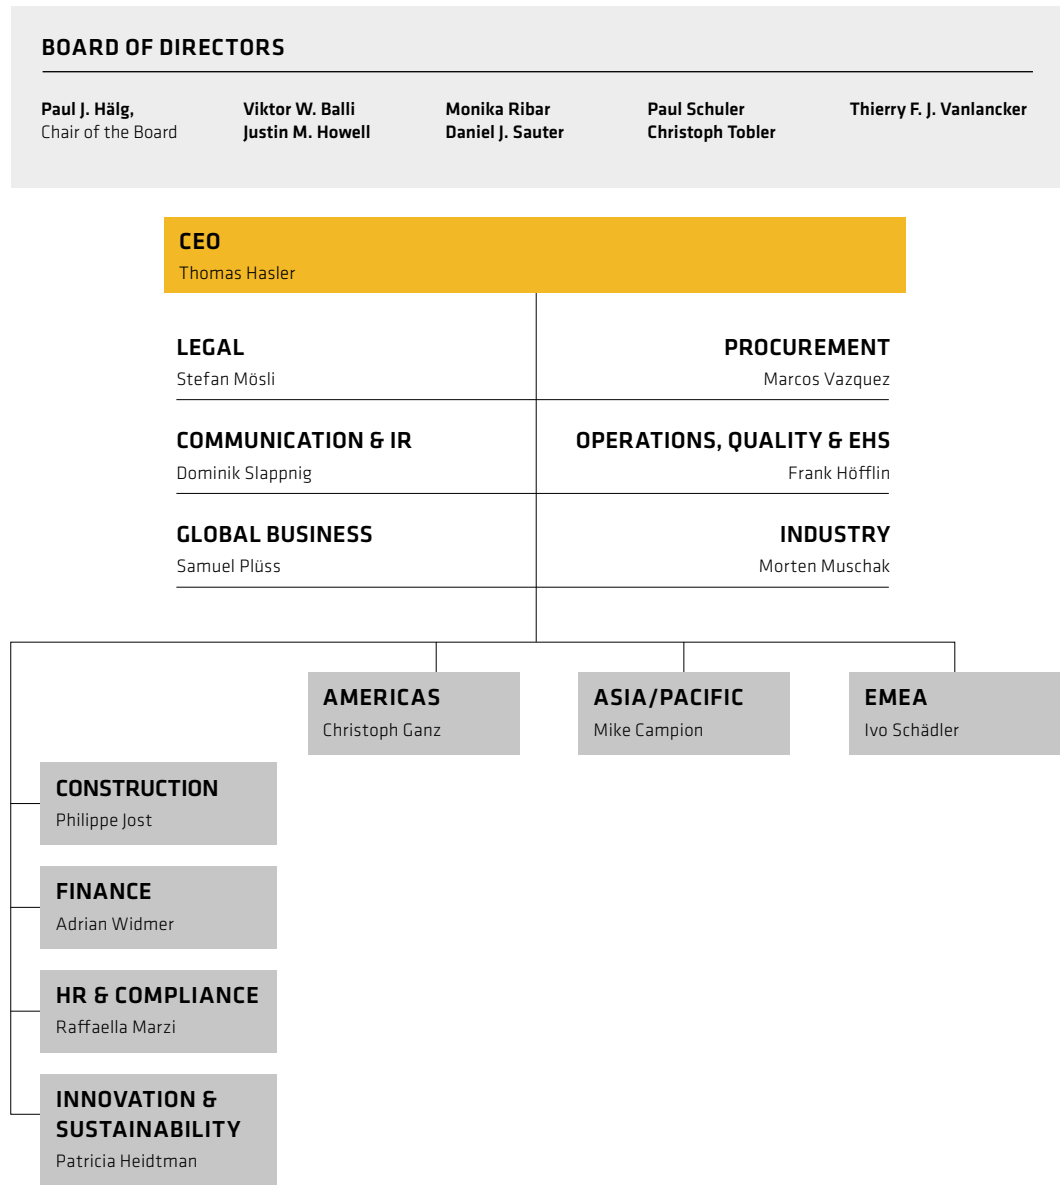 BOARD OF DIRECTORS
Paul J. Hälg,
Chair of the Board
Viktor W. Balli
Justin M. Howell
Monika Ribar
Daniel J. Sauter
Paul Schuler
Christoph Tobler
Thierry F. J. Vanlancker
CEO
Thomas Hasler
LEGAL
Stefan Mösli
PROCUREMENT
Marcos Vazquez
COMMUNICATION & IR
Dominik Slappnig
OPERATIONS, QUALITY & EHS
Frank Höfflin
GLOBAL BUSINESS
Samuel Plüss
INDUSTRY
Morten Muschak
AMERICAS
Christoph Ganz
ASIA/PACIFIC
Mike Campion
EMEA
Ivo Schädler
CONSTRUCTION
Philippe Jost
FINANCE
Adrian Widmer
HR & COMPLIANCE
Raffaella Marzi
INNOVATION &
SUSTAINABILITY
Patricia Heidtman